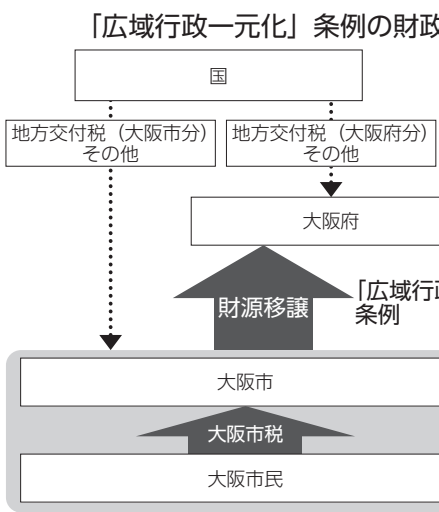 「広域行政一元化」条例の財政
国
地方交付税（大阪市分）
その他
地方交付税（大阪府分）
その他
大阪府
財源移譲
「広域行政
条例
大阪市
大阪市税
大阪市民